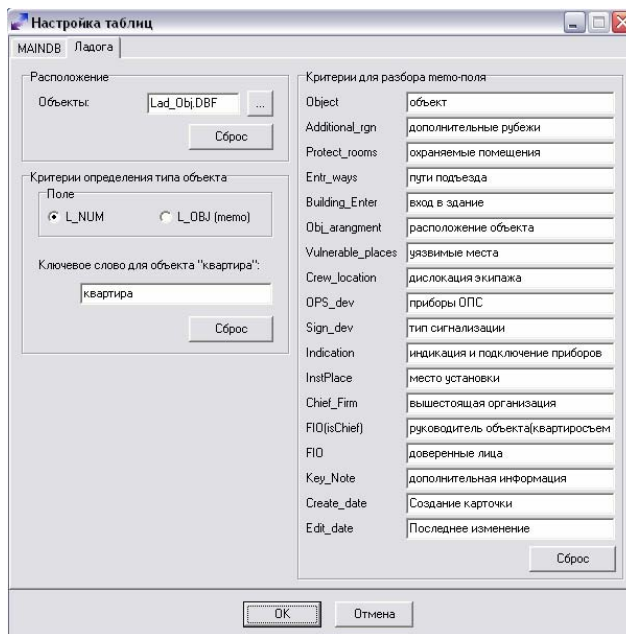 Настройка таблиц
MAINDB Ладога
Расположение
Объекты: Lad_Obj.DBF ...
Сброс
Критерии определения типа объекта
Поле
L_NUM L_OBJ (memo)
Ключевое слово для объекта "квартира":
квартира
Сброс
Критерии для разбора memo-поля
Object объект
Additional_rgn дополнительные рубежи
Protect_rooms охраняемые помещения
Entr_ways пути подъезда
Building_Enter вход в здание
Obj_arangment расположение объекта
Vulnerable_places уязвимые места
Crew_location дислокация экипажа
OPS_dev приборы ОПС
Sign_dev тип сигнализации
Indication индикация и подключение приборов
InstPlace место установки
Chief_Firm вышестоящая организация
FIO(isChief) руководитель объекта(квартиросъем
FIO доверенные лица
Key_Note дополнительная информация
Create_date Создание карточки
Edit_date Последнее изменение
Сброс
OK Отмена